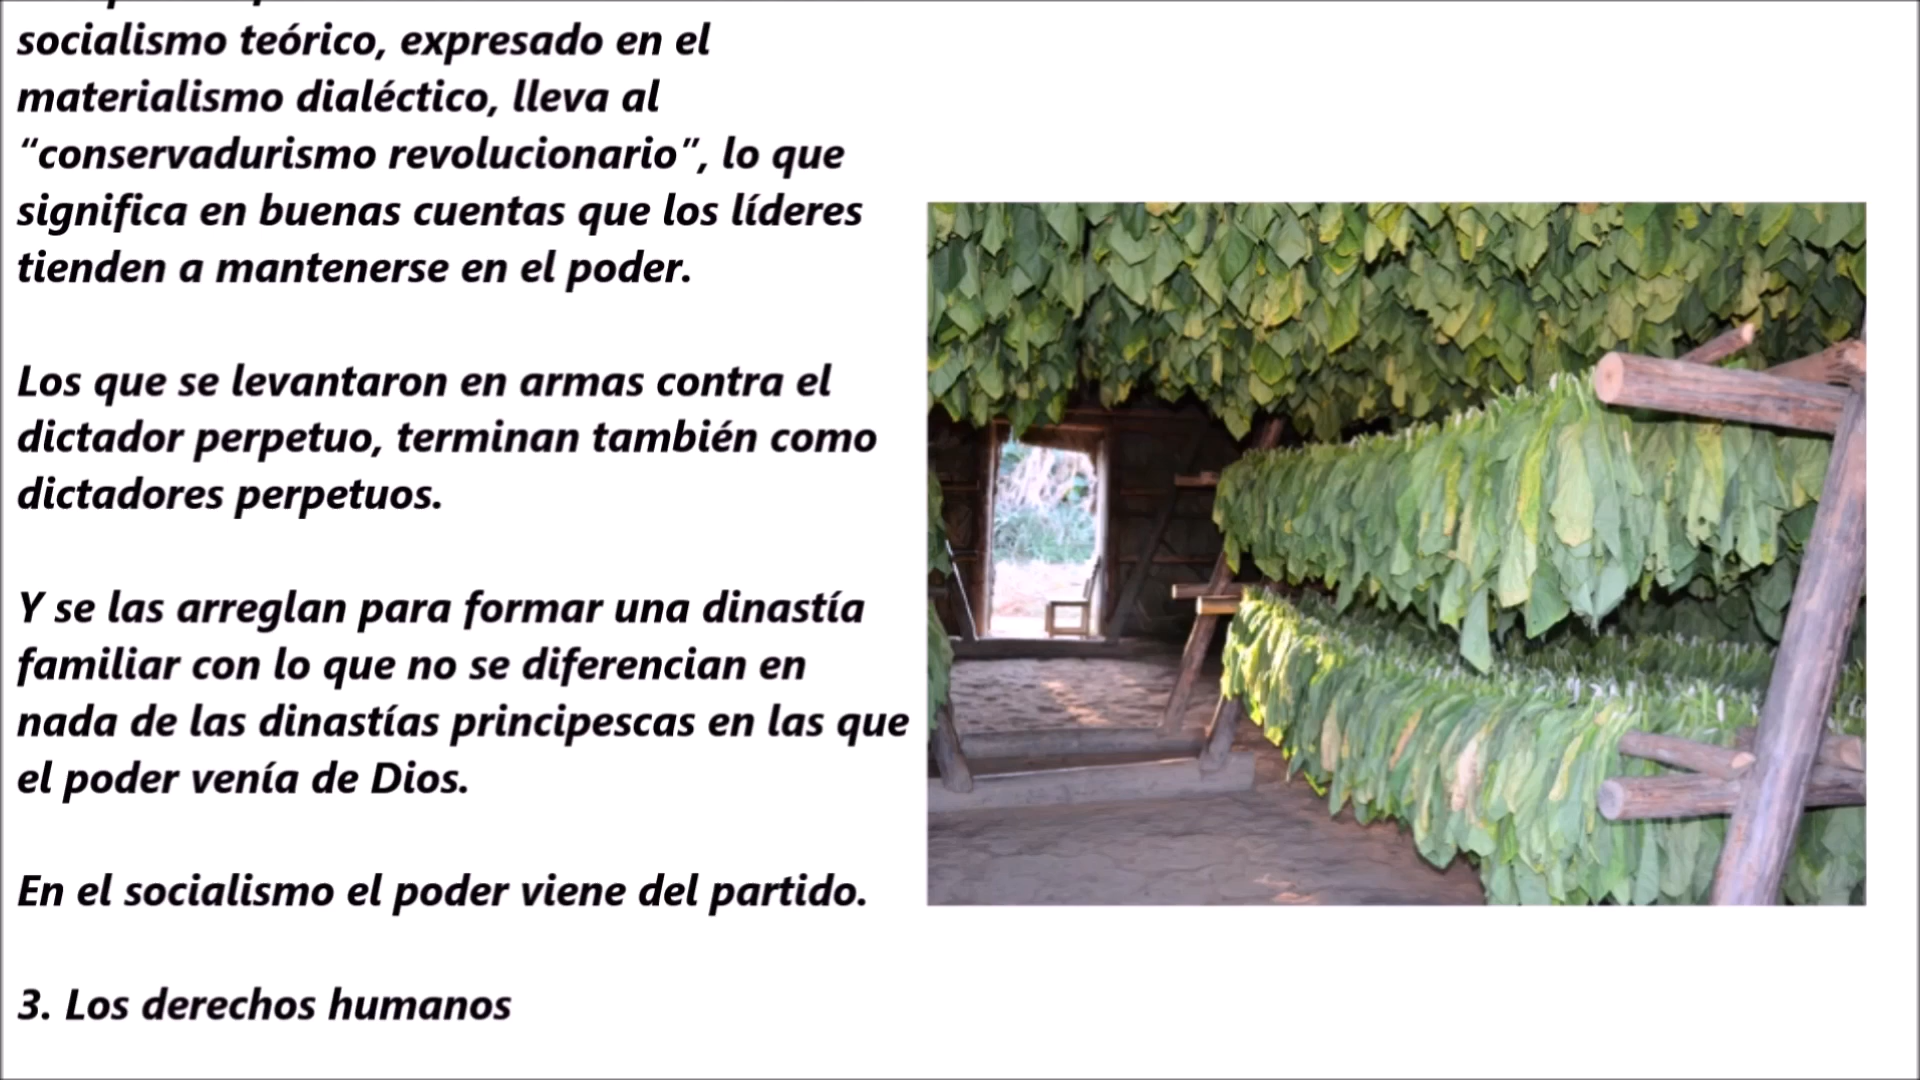 socialismo teórico, expresado en el
materialismo dialéctico, lleva al
“conservadurismo revolucionario”, lo que
significa en buenas cuentas que los líderes
tienden a mantenerse en el poder.
Los que se levantaron en armas contra el
dictador perpetuo, terminan también como
dictadores perpetuos.
Y se las arreglan para formar una dinastía
familiar con lo que no se diferencian en
nada de las dinastías principescas en las que
el poder venía de Dios.
En el socialismo el poder viene del partido.
3. Los derechos humanos